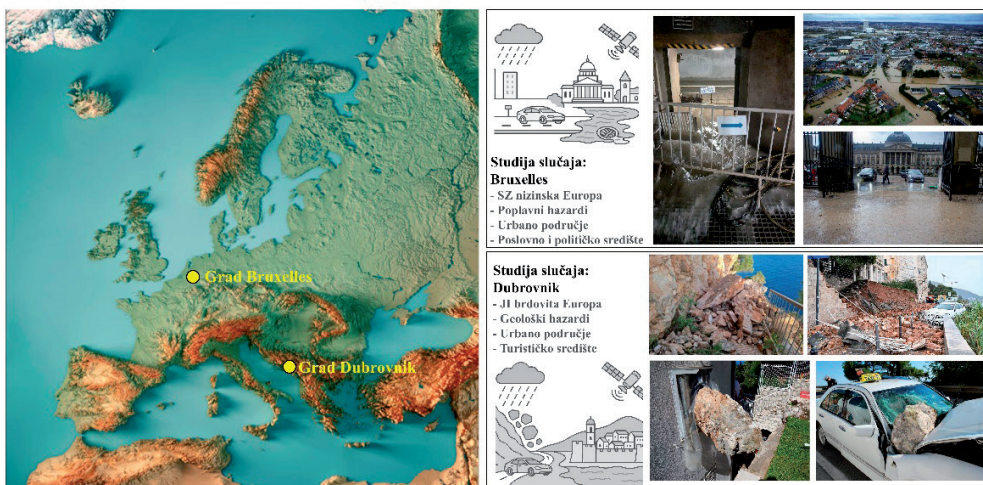 Grad Bruxelles
Grad Dubrovnik
Studija slučaja:
Bruxelles
- SZ nizinska Europa
- Poplavni hazardi
- Urbano područje
- Poslovno i političko središte
Studija slučaja:
Dubrovnik
- JI brdovita Europa
- Geološki hazardi
- Urbano područje
- Turističko središte